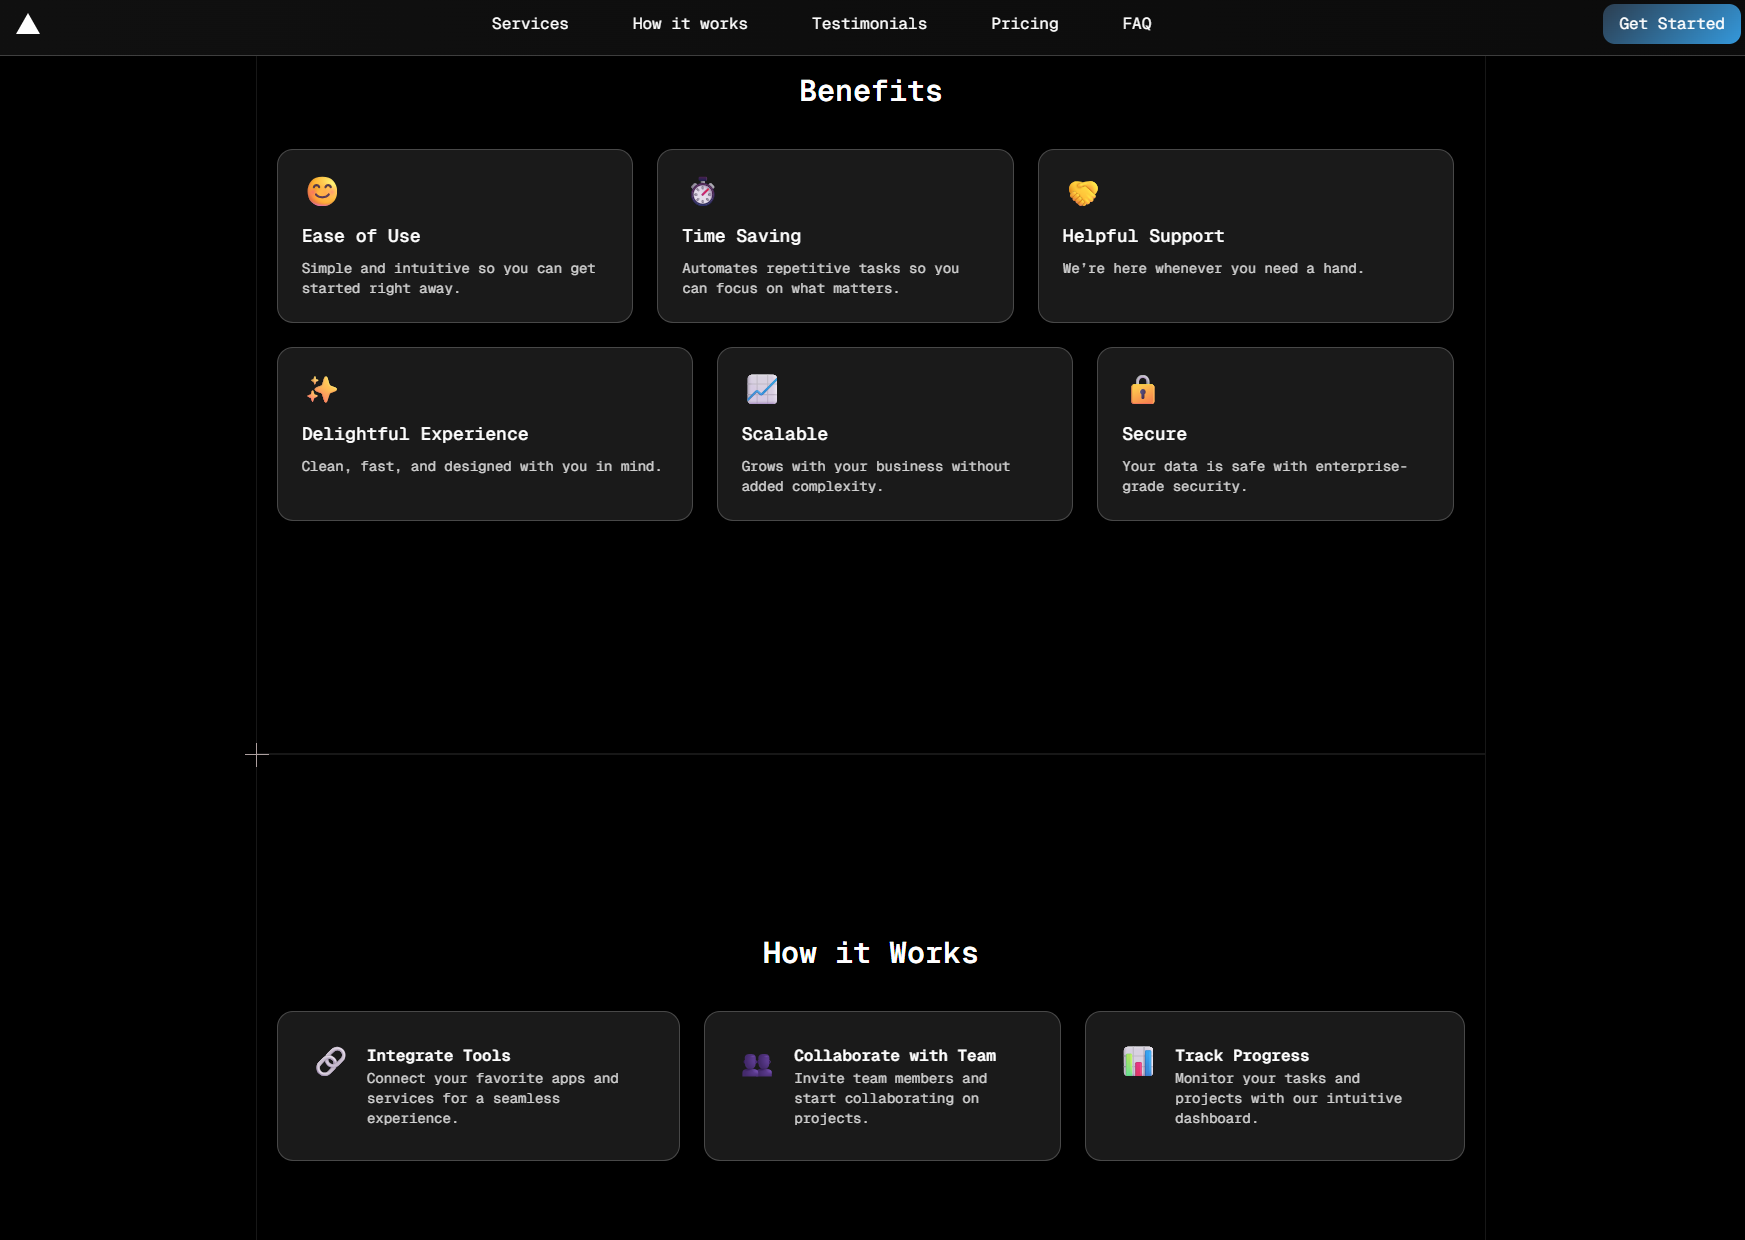 Services
How it works
Testimonials
Pricing
FAQ
Get Started
Benefits
Ease of Use
Simple and intuitive so you can get
started right away.
Time Saving
Automates repetitive tasks so you
can focus on what matters.
Helpful Support
We’re here whenever you need a hand.
Delightful Experience
Clean, fast, and designed with you in mind.
Scalable
Grows with your business without
added complexity.
Secure
Your data is safe with enterprise-
grade security.
How it Works
Integrate Tools
Connect your favorite apps and
services for a seamless
experience.
Collaborate with Team
Invite team members and
start collaborating on
projects.
Track Progress
Monitor your tasks and
projects with our intuitive
dashboard.